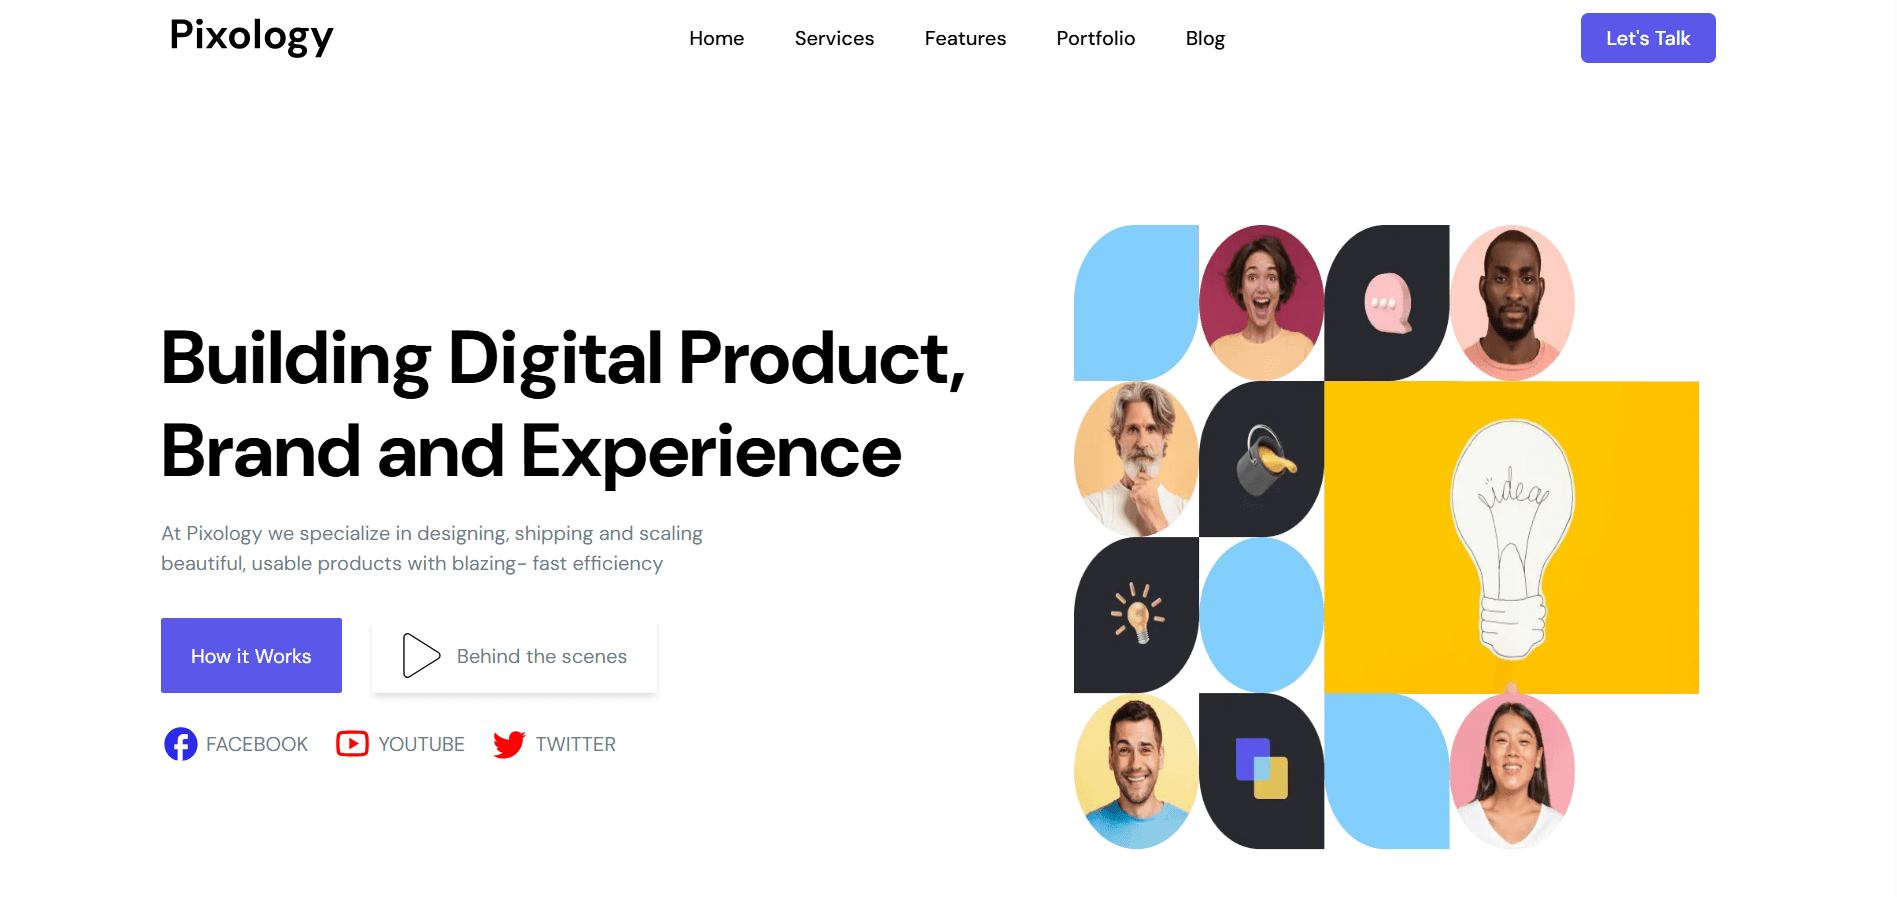 Pixology
Home
Services
Features
Portfolio
Blog
Let's Talk
Building Digital Product,
Brand and Experience
At Pixology we specialize in designing, shipping and scaling
beautiful, usable products with blazing- fast efficiency
How it Works
Behind the scenes
FACEBOOK
YOUTUBE
TWITTER
idea